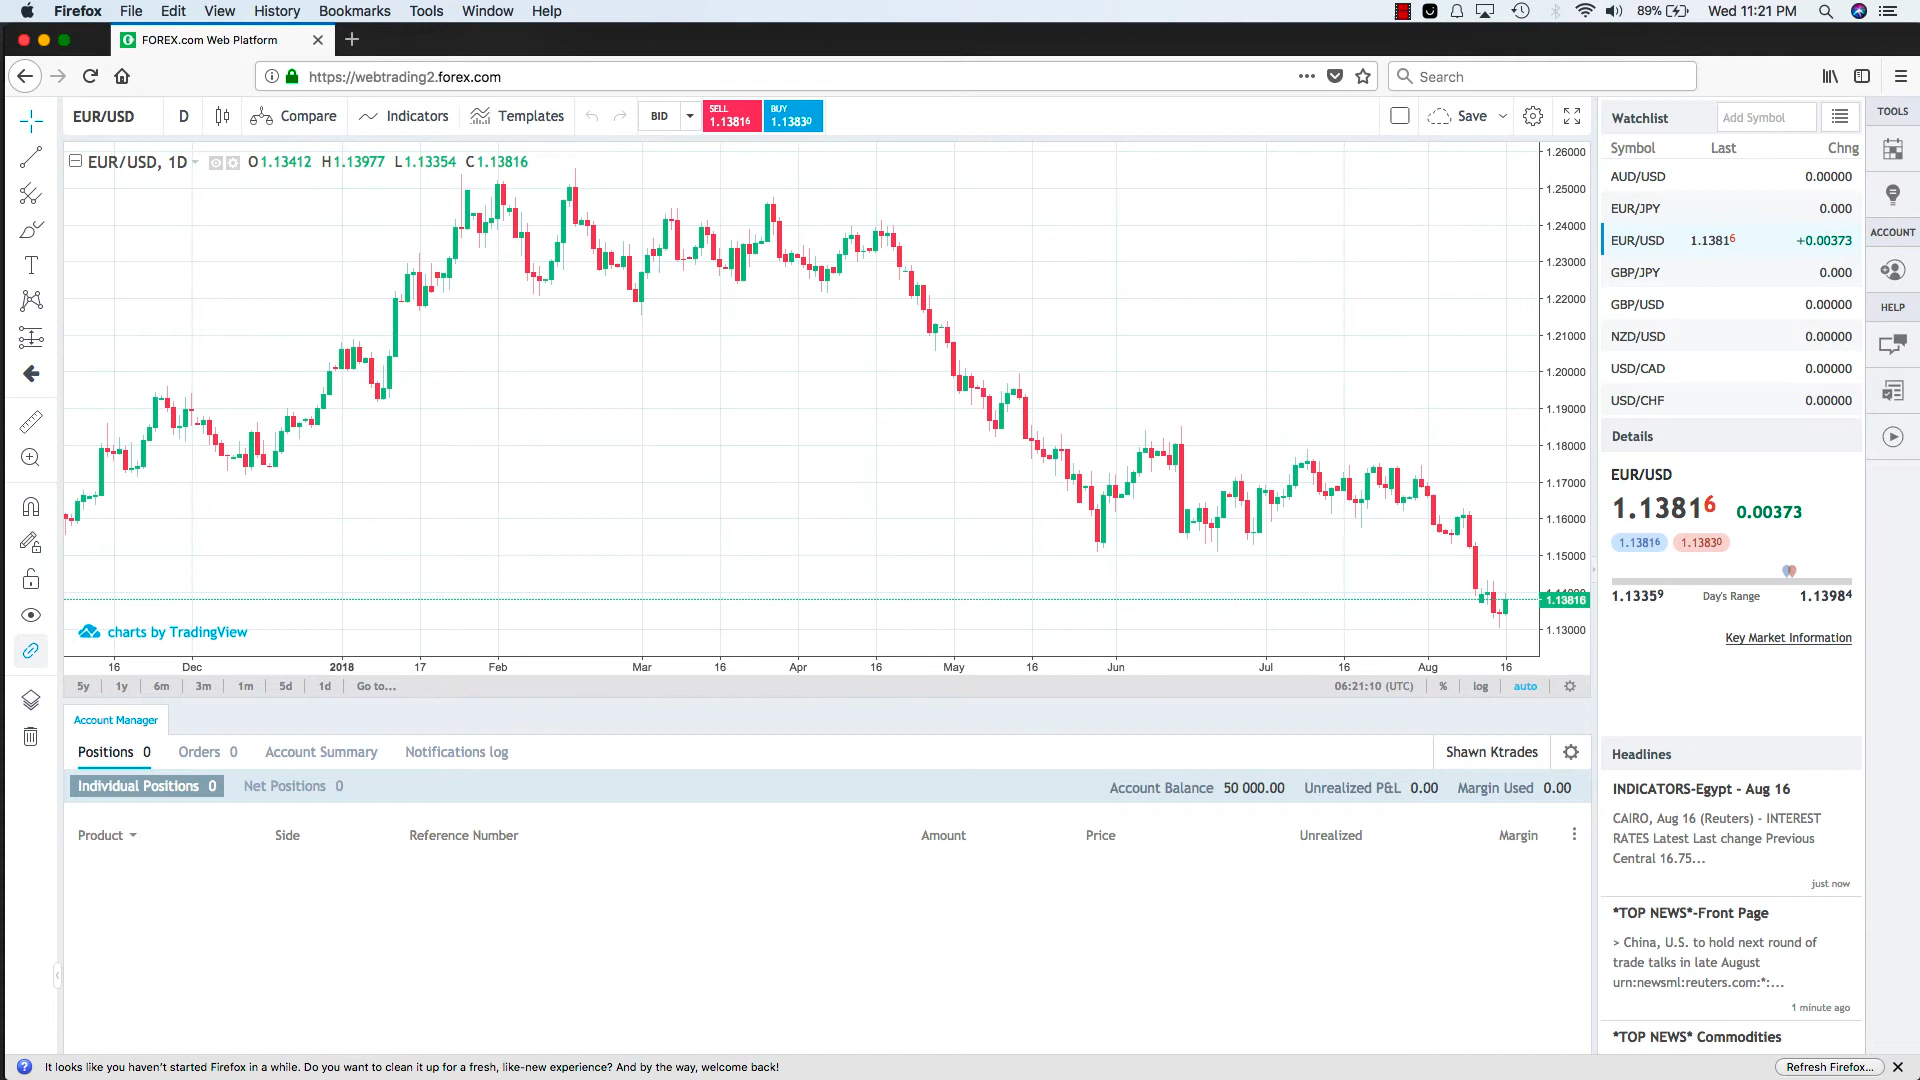 Firefox File Edit View History Bookmarks Tools Window Help 89% Wed 11:21 PM
FOREX.com Web Platform
https://webtrading2.forex.com Search
EUR/USD D Compare Indicators Templates BID SELL 1.13816 BUY 1.13830 Save
EUR/USD, 1D O1.13412 H1.13977 L1.13354 C1.13816
1.26000
1.25000
1.24000
1.23000
1.22000
1.21000
1.20000
1.19000
1.18000
1.17000
1.16000
1.15000
1.13816
1.13000
charts by TradingView
16 Dec 2018 17 Feb Mar 16 Apr 16 May 16 Jun Jul 16 Aug 16
5y 1y 6m 3m 1m 5d 1d Go to... 06:21:10 (UTC) % log auto
Account Manager
Positions 0 Orders 0 Account Summary Notifications log Shawn Ktrades
Individual Positions 0 Net Positions 0 Account Balance 50 000.00 Unrealized P&L 0.00 Margin Used 0.00
Product Side Reference Number Amount Price Unrealized Margin
Watchlist Add Symbol
Symbol Last Chng
AUD/USD 0.00000
EUR/JPY 0.000
EUR/USD 1.13816 +0.00373
GBP/JPY 0.000
GBP/USD 0.00000
NZD/USD 0.00000
USD/CAD 0.00000
USD/CHF 0.00000
Details
EUR/USD
1.13816 0.00373
1.13816 1.13830
1.13359 Day's Range 1.13984
Key Market Information
Headlines
INDICATORS-Egypt - Aug 16
CAIRO, Aug 16 (Reuters) - INTEREST
RATES Latest Last change Previous
Central 16.75...
just now
*TOP NEWS*-Front Page
> China, U.S. to hold next round of
trade talks in late August
urn:newsml:reuters.com:*:...
1 minute ago
*TOP NEWS* Commodities
TOOLS
ACCOUNT
HELP
It looks like you haven't started Firefox in a while. Do you want to clean it up for a fresh, like-new experience? And by the way, welcome back! Refresh Firefox...